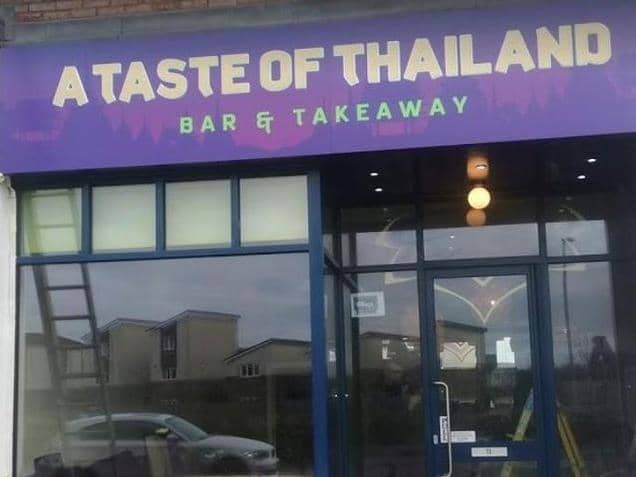 A TASTE OF THAILAND
BAR & TAKEAWAY